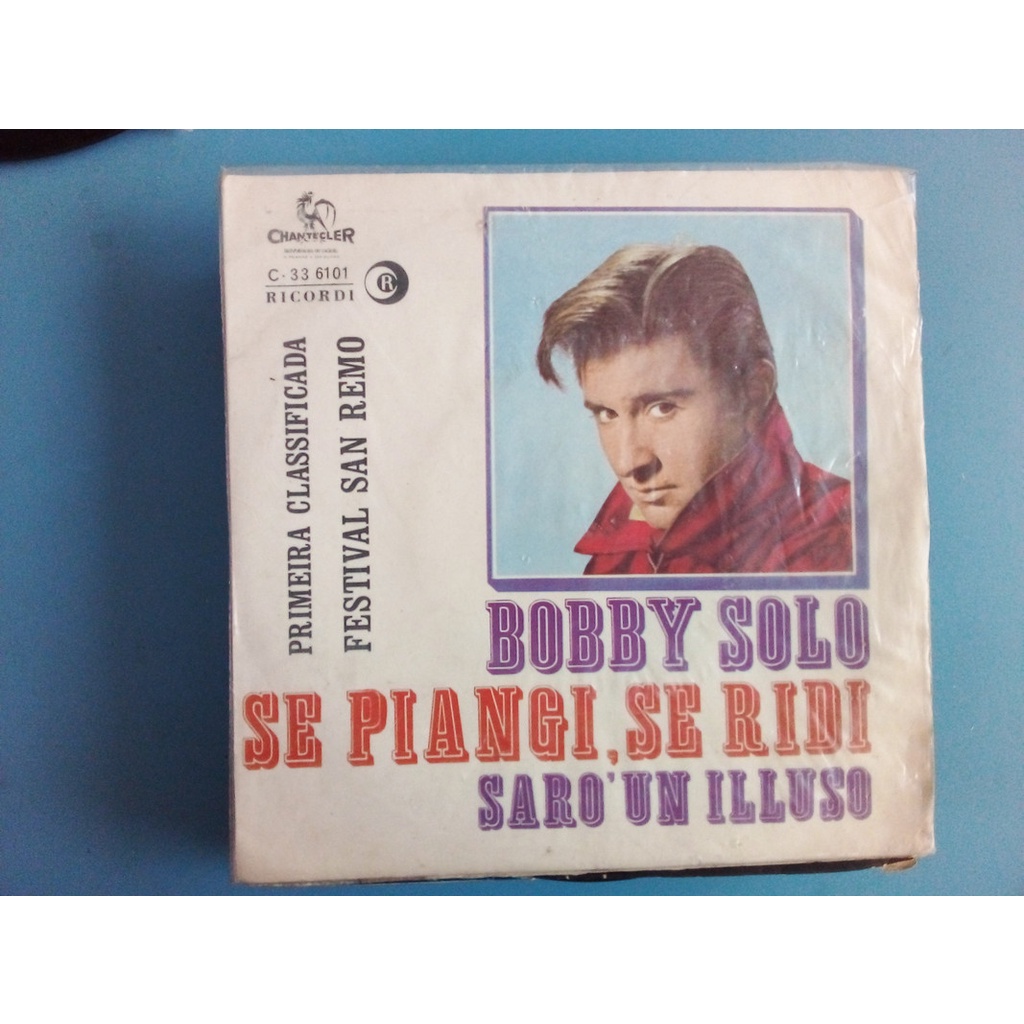 CHANTECLER
C-33 6101
RICORDI
R
PRIMEIRA CLASSIFICADA
FESTIVAL SAN REMO
BOBBY SOLO
SE PIANGI, SE RIDI
SARO' UN ILLUSO